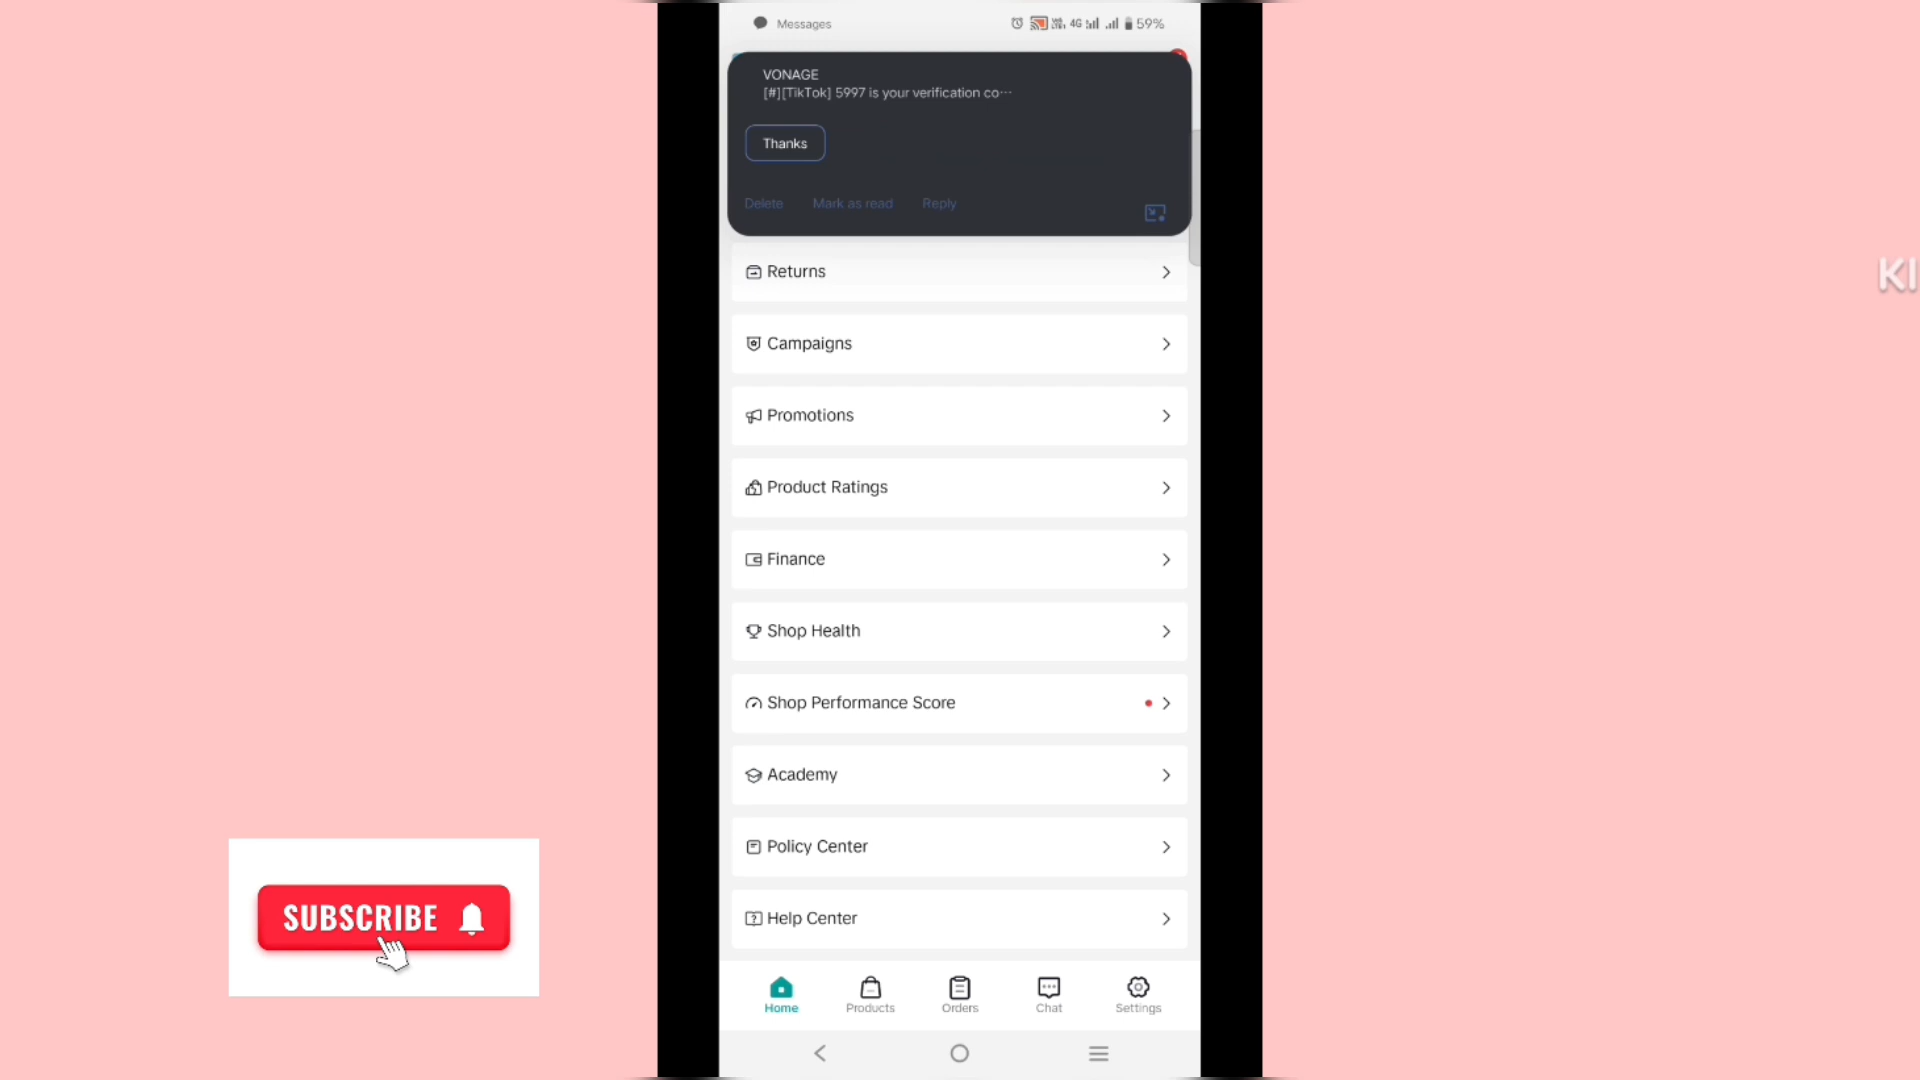 Messages
4G 59%
VONAGE
[#][TikTok] 5997 is your verification co···
Thanks
Delete Mark as read Reply
Returns
Campaigns
Promotions
Product Ratings
Finance
Shop Health
Shop Performance Score
Academy
Policy Center
Help Center
Home Products Orders Chat Settings
SUBSCRIBE
KI